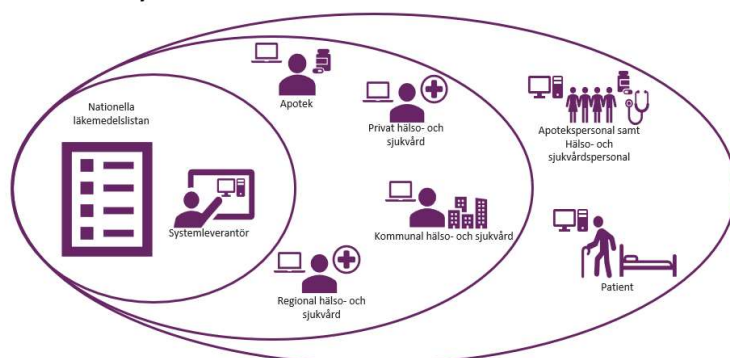 Nationella
läkemedelslistan
Systemleverantör
Apotek
Privat hälso- och
sjukvård
Kommunal hälso- och sjukvård
Regional hälso- och
sjukvård
Apotekspersonal samt
Hälso- och
sjukvårdspersonal
Patient